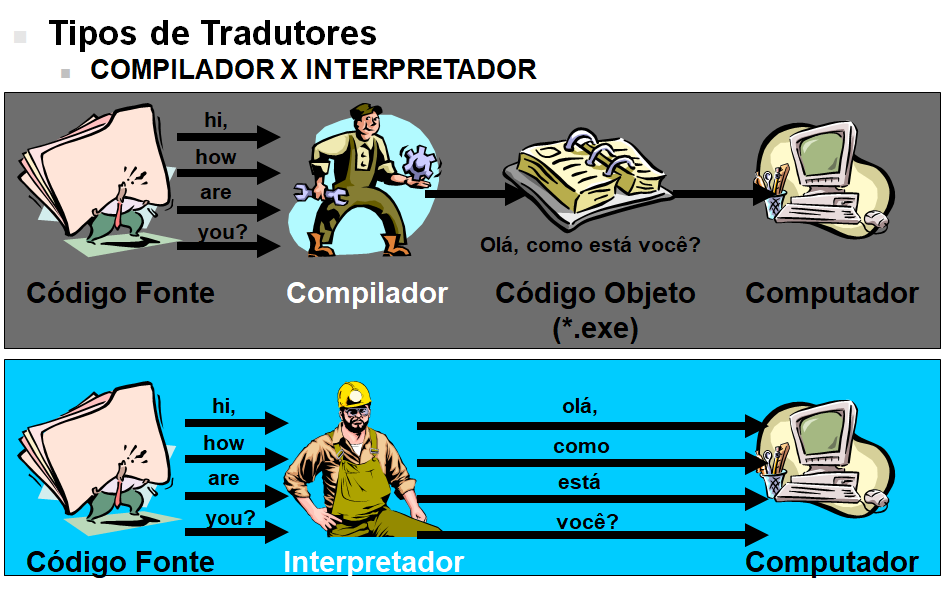 Tipos de Tradutores
COMPILADOR X INTERPRETADOR
hi,
how
are
you?
Olá, como está você?
Código Fonte
Compilador
Código Objeto
(*.exe)
Computador
hi,
how
are
you?
olá,
como
está
você?
Código Fonte
Interpretador
Computador